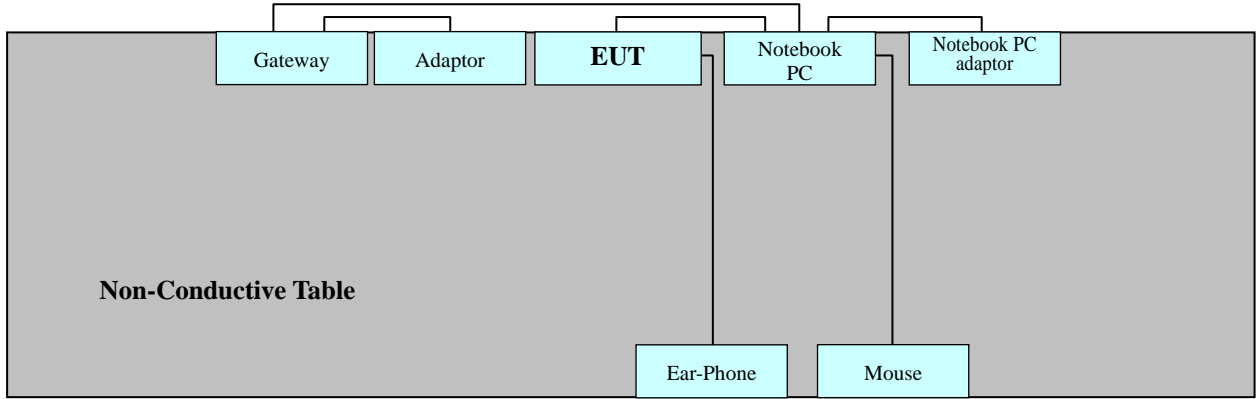 Gateway
Adaptor
EUT
Notebook
PC
Notebook PC
adaptor
Non-Conductive Table
Ear-Phone
Mouse